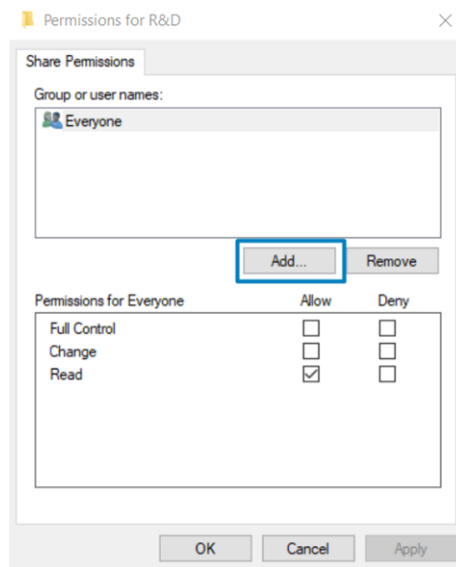 Permissions for R&D
Share Permissions
Group or user names:
Everyone
Add... Remove
Permissions for Everyone Allow Deny
Full Control
Change
Read
OK Cancel Apply